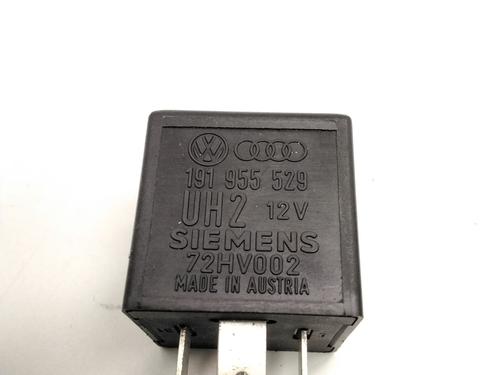 191 955 529
UH2 12V
SIEMENS
72HV002
MADE IN AUSTRIA